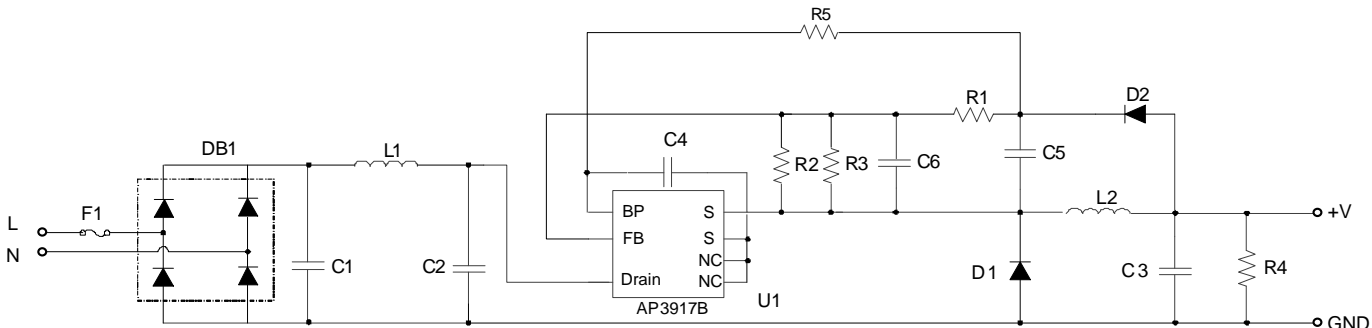 R5
R1
D2
DB1
L1
C4
R2
R3
C6
C5
L2
L
F1
N
BP
S
+V
FB
S
C1
C2
NC
D1
C3
R4
Drain
NC
U1
AP3917B
GND